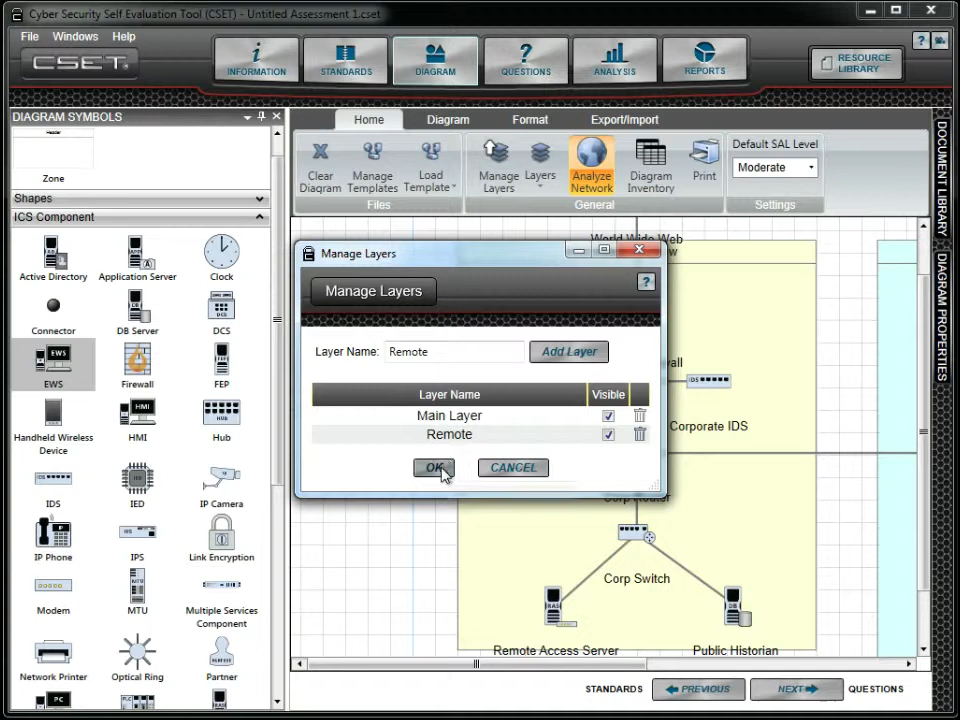 Cyber Security Self Evaluation Tool (CSET) - Untitled Assessment 1.cset
File Windows Help
CSET
INFORMATION
STANDARDS
DIAGRAM
QUESTIONS
ANALYSIS
REPORTS
RESOURCE
LIBRARY
DIAGRAM SYMBOLS
Header
Zone
Shapes
ICS Component
Active Directory
Application Server
Clock
Connector
DB Server
DCS
EWS
Firewall
FEP
Handheld Wireless
Device
HMI
Hub
IDS
IED
IP Camera
IP Phone
IPS
Link Encryption
Modem
MTU
Multiple Services
Component
Network Printer
Optical Ring
Partner
Home Diagram Format Export/Import
Clear
Diagram
Manage
Templates
Load
Template
Files
Manage
Layers
Layers
Analyze
Network
Diagram
Inventory
Print
General
Default SAL Level
Moderate
Settings
World Wide Web
Manage Layers
Manage Layers
Layer Name: Remote Add Layer
Layer Name Visible
Main Layer
Remote
OK CANCEL
Corporate IDS
Corp Router
Corp Switch
RAS
DB
Remote Access Server
Public Historian
STANDARDS PREVIOUS NEXT QUESTIONS
DOCUMENT LIBRARY
DIAGRAM PROPERTIES